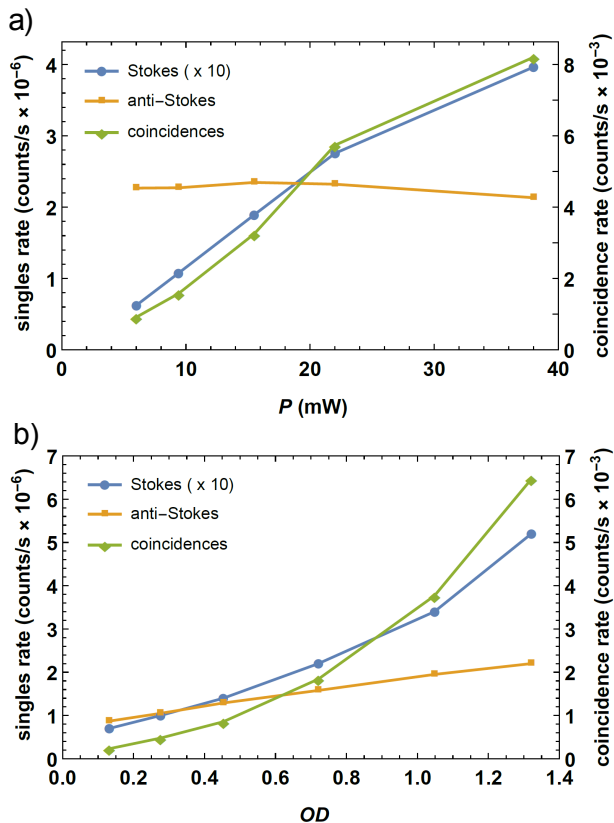 a)
singles rate (counts/s × 10⁻⁶)
4
3
2
1
0
Stokes ( x 10)
anti−Stokes
coincidences
8
6
4
2
0
coincidence rate (counts/s × 10⁻³)
0 10 20 30 40
P (mW)
b)
singles rate (counts/s × 10⁻⁶)
7
6
5
4
3
2
1
0
Stokes ( x 10)
anti−Stokes
coincidences
7
6
5
4
3
2
1
0
coincidence rate (counts/s × 10⁻³)
0.0 0.2 0.4 0.6 0.8 1.0 1.2 1.4
OD